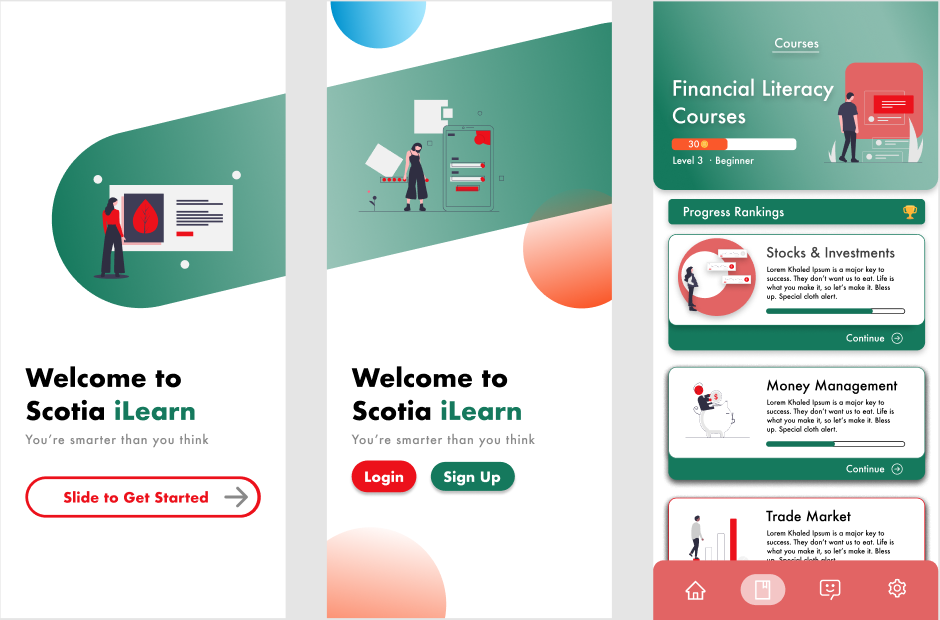 Welcome to
Scotia iLearn
You’re smarter than you think
Slide to Get Started
Welcome to
Scotia iLearn
You’re smarter than you think
Login
Sign Up
Courses
Financial Literacy
Courses
30
Level 3 · Beginner
Progress Rankings
Stocks & Investments
Lorem Khaled Ipsum is a major key to
success. They don’t want us to eat. Life is
what you make it, so let’s make it. Bless
up. Special cloth alert.
Continue
Money Management
Lorem Khaled Ipsum is a major key to
success. They don’t want us to eat. Life is
what you make it, so let’s make it. Bless
up. Special cloth alert.
Continue
Trade Market
Lorem Khaled Ipsum is a major key to
success. They don’t want us to eat. Life is
what you make it, so let’s make it. Bless